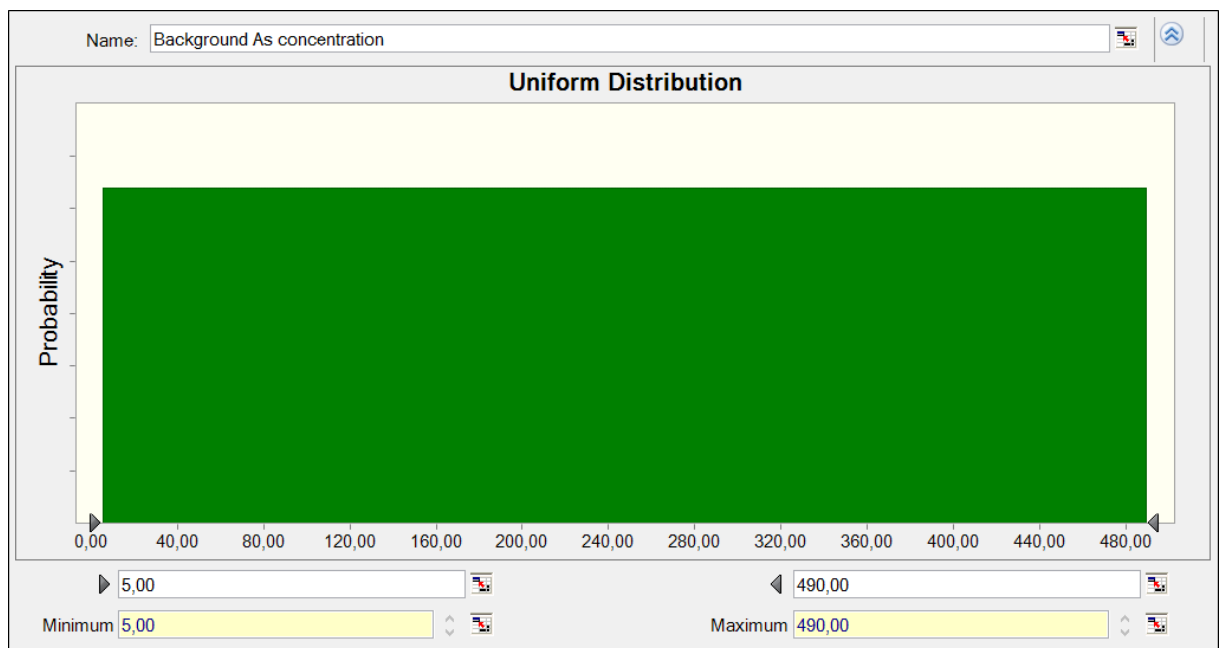 Name: Background As concentration
Uniform Distribution
Probability
0,00 40,00 80,00 120,00 160,00 200,00 240,00 280,00 320,00 360,00 400,00 440,00 480,00
5,00 490,00
Minimum 5,00 Maximum 490,00